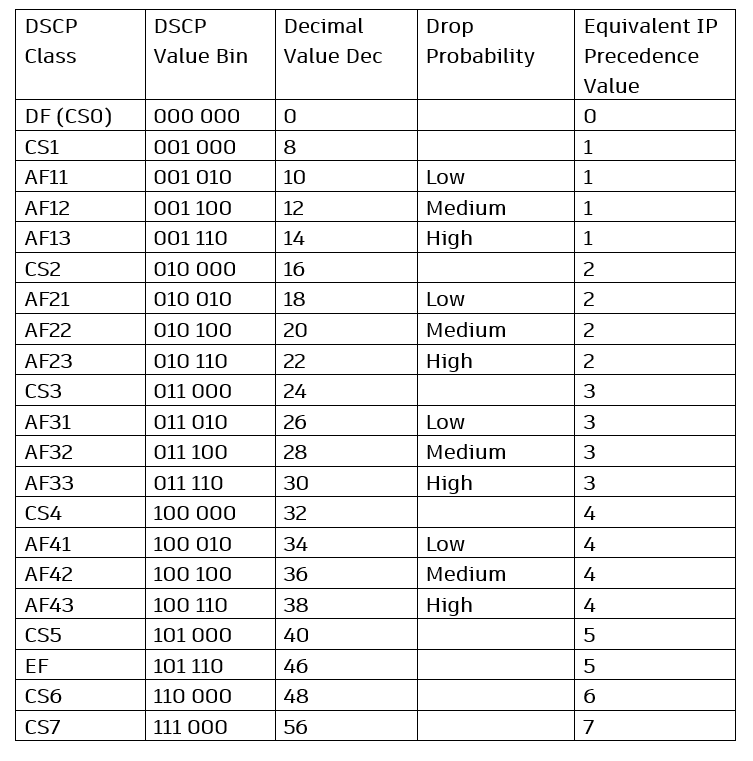 DSCP Class DSCP Value Bin Decimal Value Dec Drop Probability Equivalent IP Precedence Value
DF (CS0) 000 000 0 0
CS1 001 000 8 1
AF11 001 010 10 Low 1
AF12 001 100 12 Medium 1
AF13 001 110 14 High 1
CS2 010 000 16 2
AF21 010 010 18 Low 2
AF22 010 100 20 Medium 2
AF23 010 110 22 High 2
CS3 011 000 24 3
AF31 011 010 26 Low 3
AF32 011 100 28 Medium 3
AF33 011 110 30 High 3
CS4 100 000 32 4
AF41 100 010 34 Low 4
AF42 100 100 36 Medium 4
AF43 100 110 38 High 4
CS5 101 000 40 5
EF 101 110 46 5
CS6 110 000 48 6
CS7 111 000 56 7